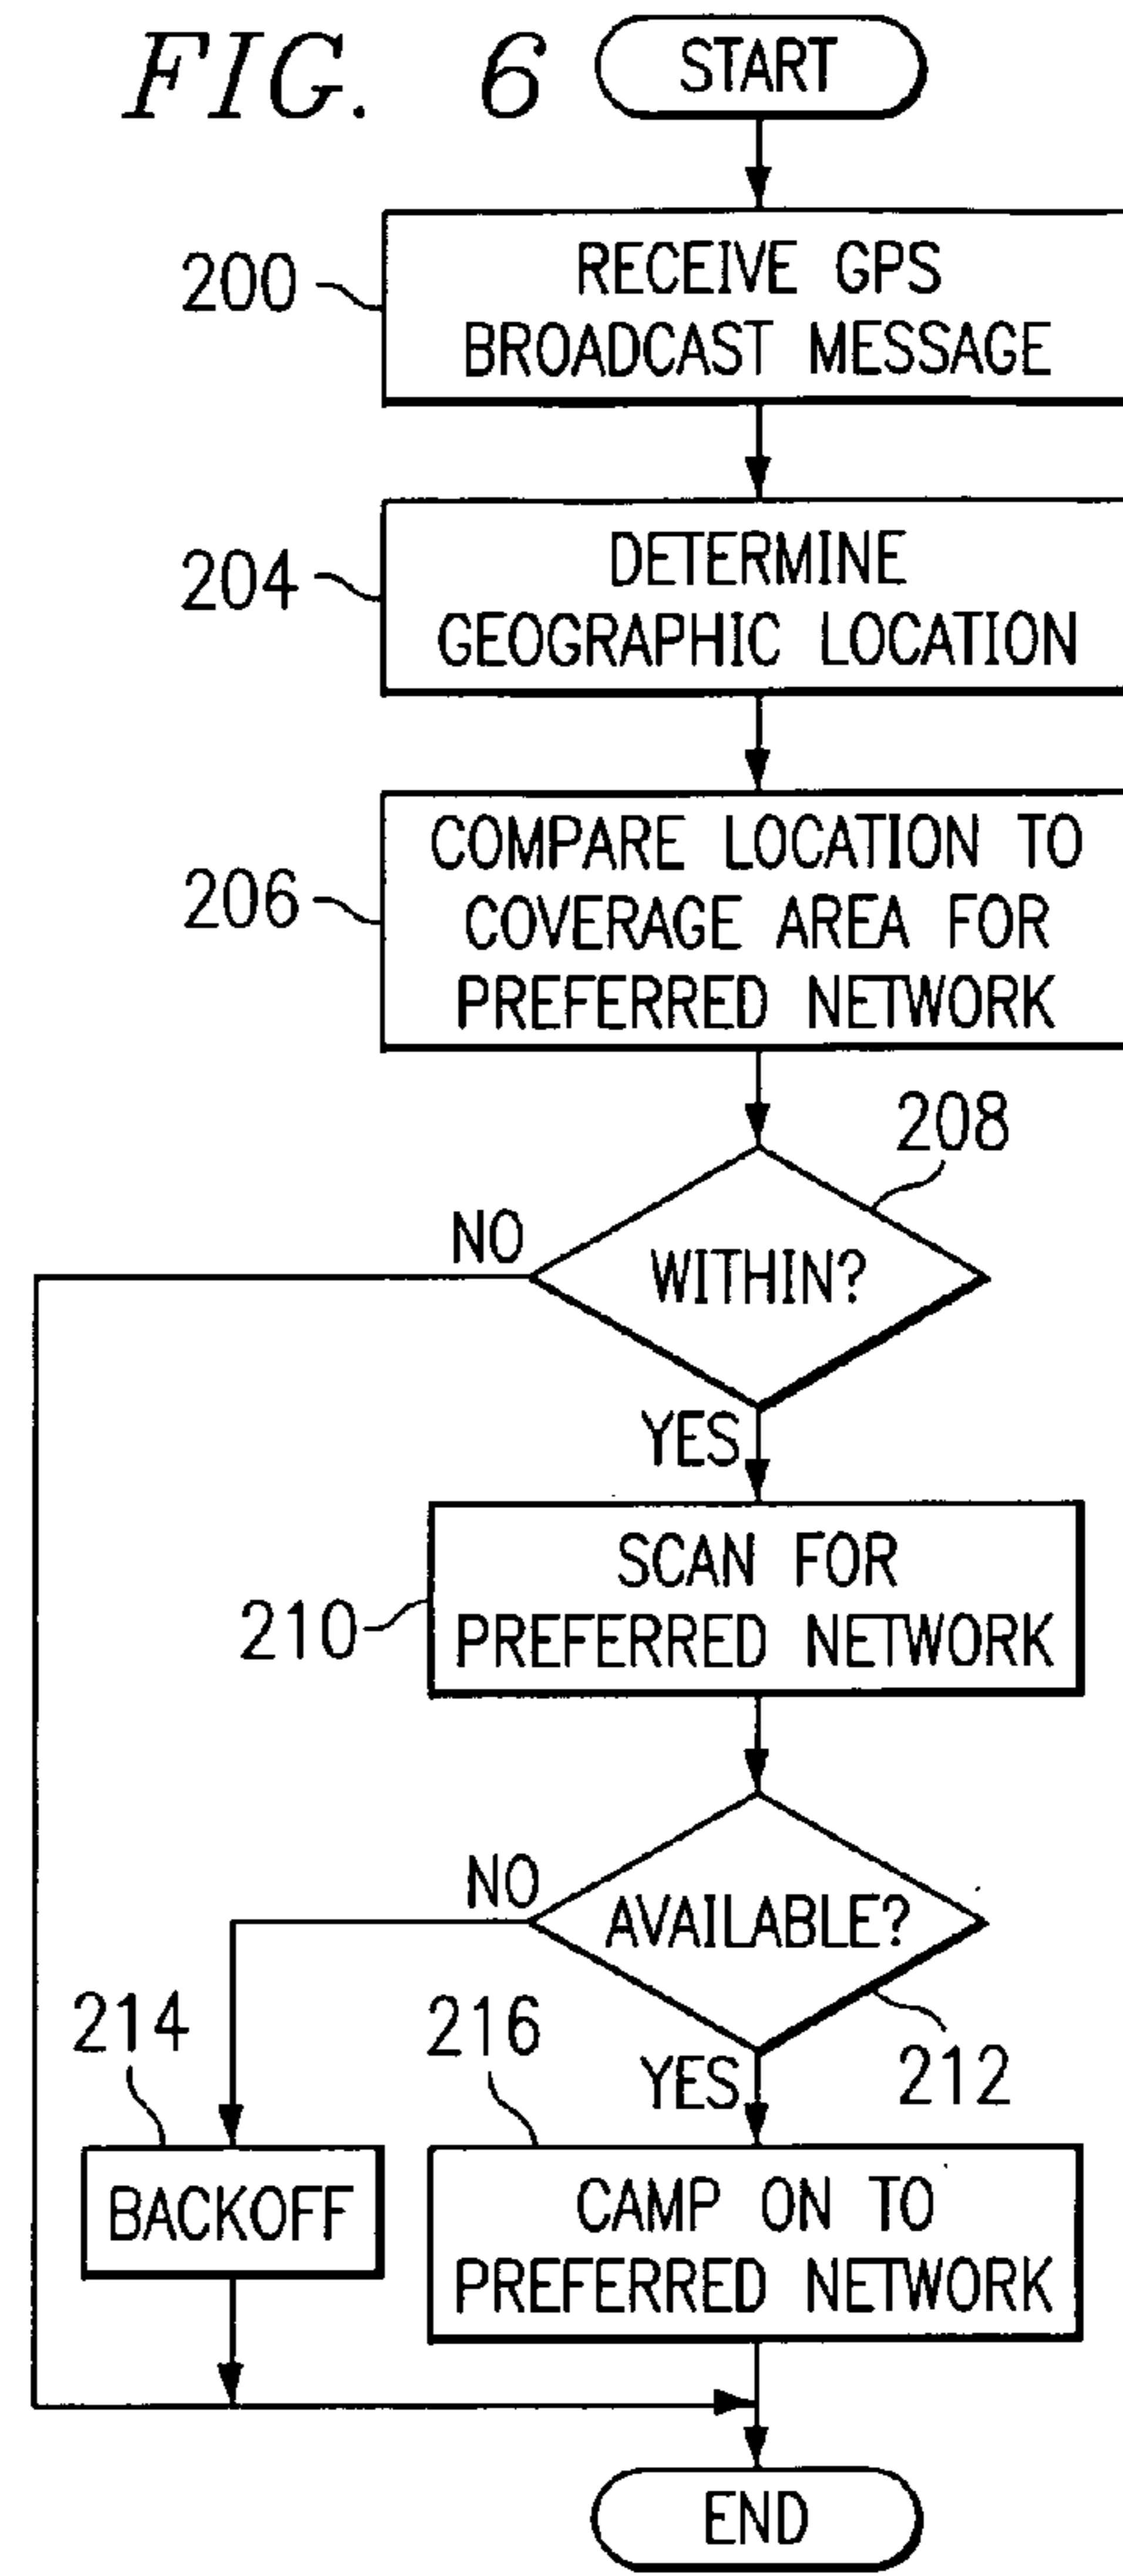 FIG. 6
START
200
RECEIVE GPS
BROADCAST MESSAGE
204
DETERMINE
GEOGRAPHIC LOCATION
206
COMPARE LOCATION TO
COVERAGE AREA FOR
PREFERRED NETWORK
208
NO
WITHIN?
YES
210
SCAN FOR
PREFERRED NETWORK
NO
AVAILABLE?
212
YES
214
BACKOFF
216
CAMP ON TO
PREFERRED NETWORK
END